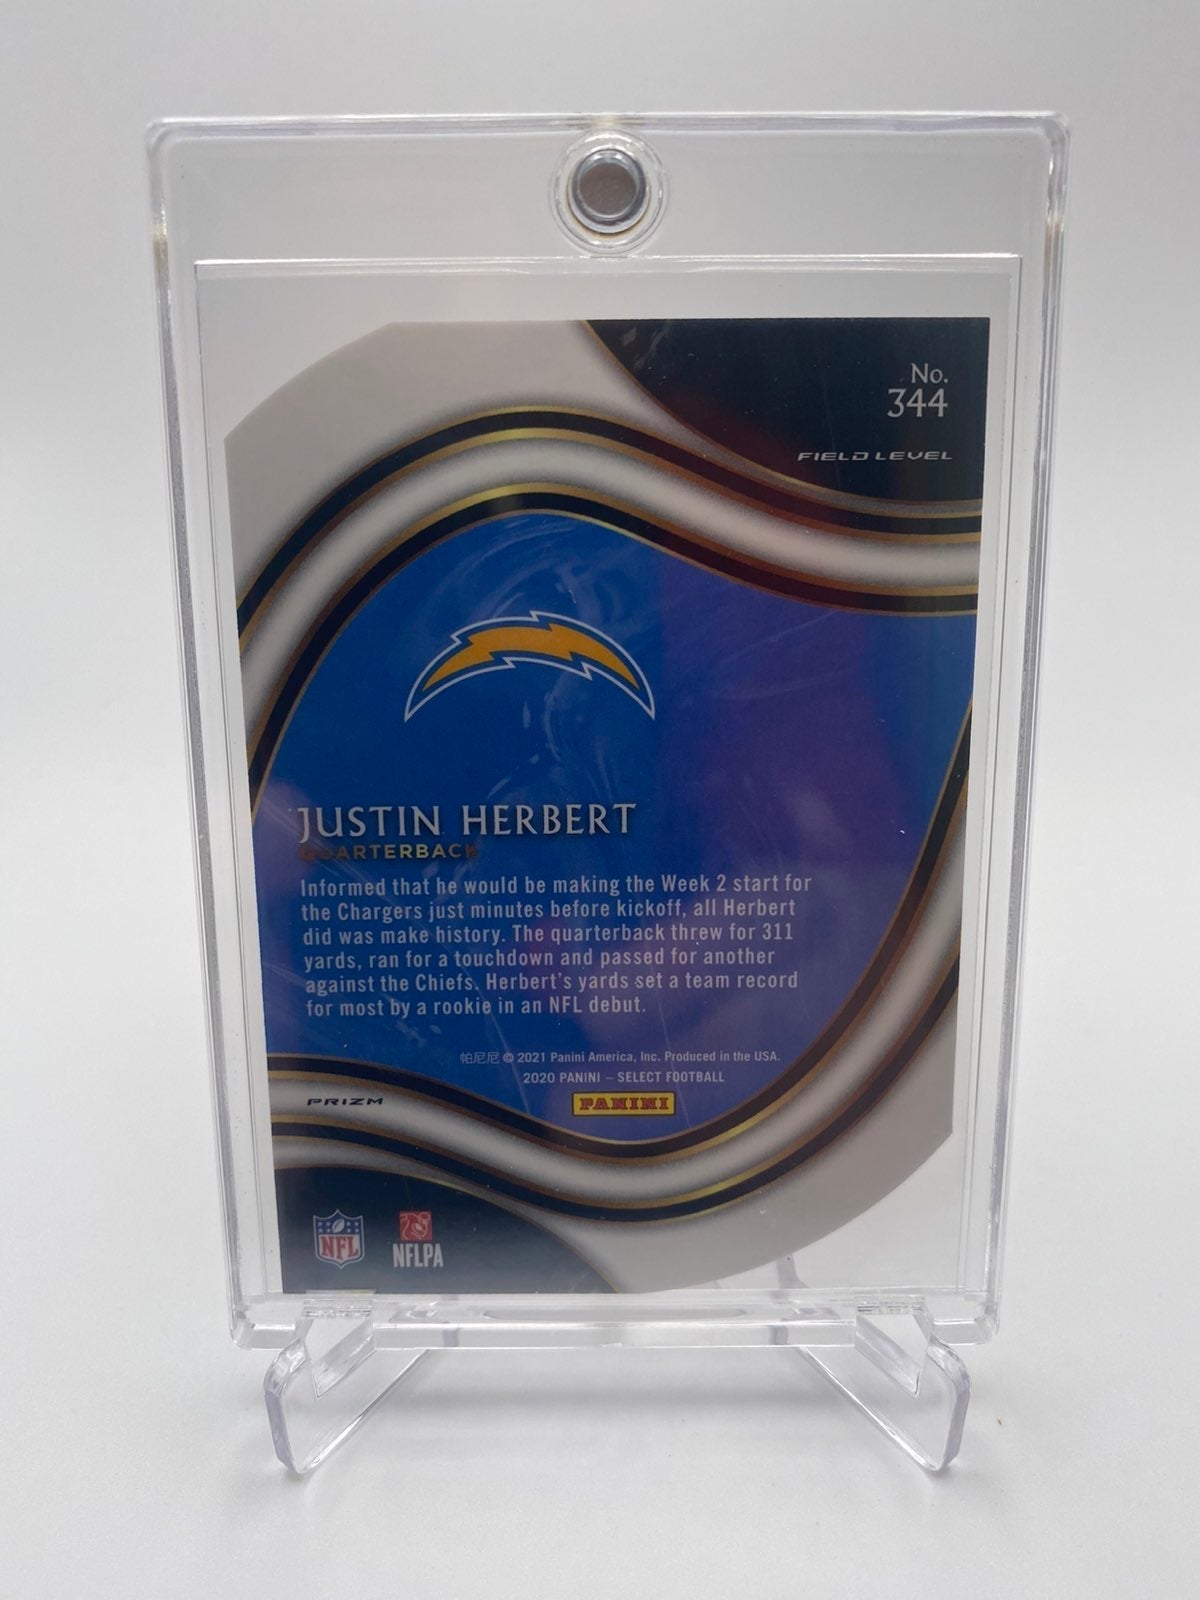 No.
344
FIELD LEVEL
JUSTIN HERBERT
QUARTERBACK
Informed that he would be making the Week 2 start for
the Chargers just minutes before kickoff, all Herbert
did was make history. The quarterback threw for 311
yards, ran for a touchdown and passed for another
against the Chiefs. Herbert's yards set a team record
for most by a rookie in an NFL debut.
帕尼尼 © 2021 Panini America, Inc. Produced in the USA.
2020 PANINI – SELECT FOOTBALL
PANINI
PRIZM
NFL
NFLPA